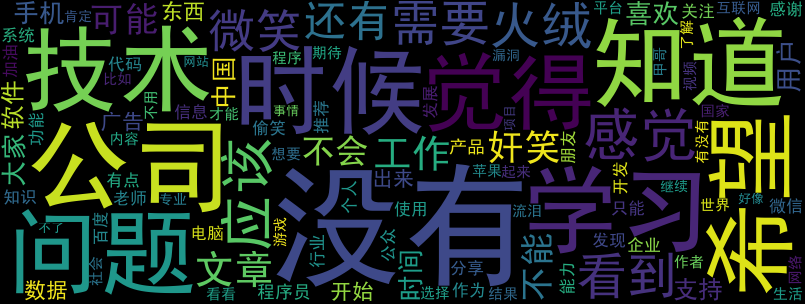 手机
肯定
可能
东西
微笑
还有
需要
火绒
平台
喜欢
互联网
关注
感谢
系统
加油
技术
代码
网站
比如
程序
期待
漏洞
时候
觉得
知道
了解
甲哥
视频
用户
中国
软件
广告
不用
信息
才能
事情
推荐
偷笑
发展
项目
国家
功能
内容
大家
公司
应该
想要
不会
工作
产品
奸笑
朋友
感觉
有没有
希望
有点
老师
专业
知识
个人
出来
苹果
起来
开发
继续
没有
学习
使用
流泪
只能
世界
好像
微信
问题
不了
百度
社会
电脑
游戏
行业
公众
时间
不能
发现
企业
文章
分享
能力
看到
作者
支持
网络
数据
看看
程序员
开始
选择
作为
结果
生活